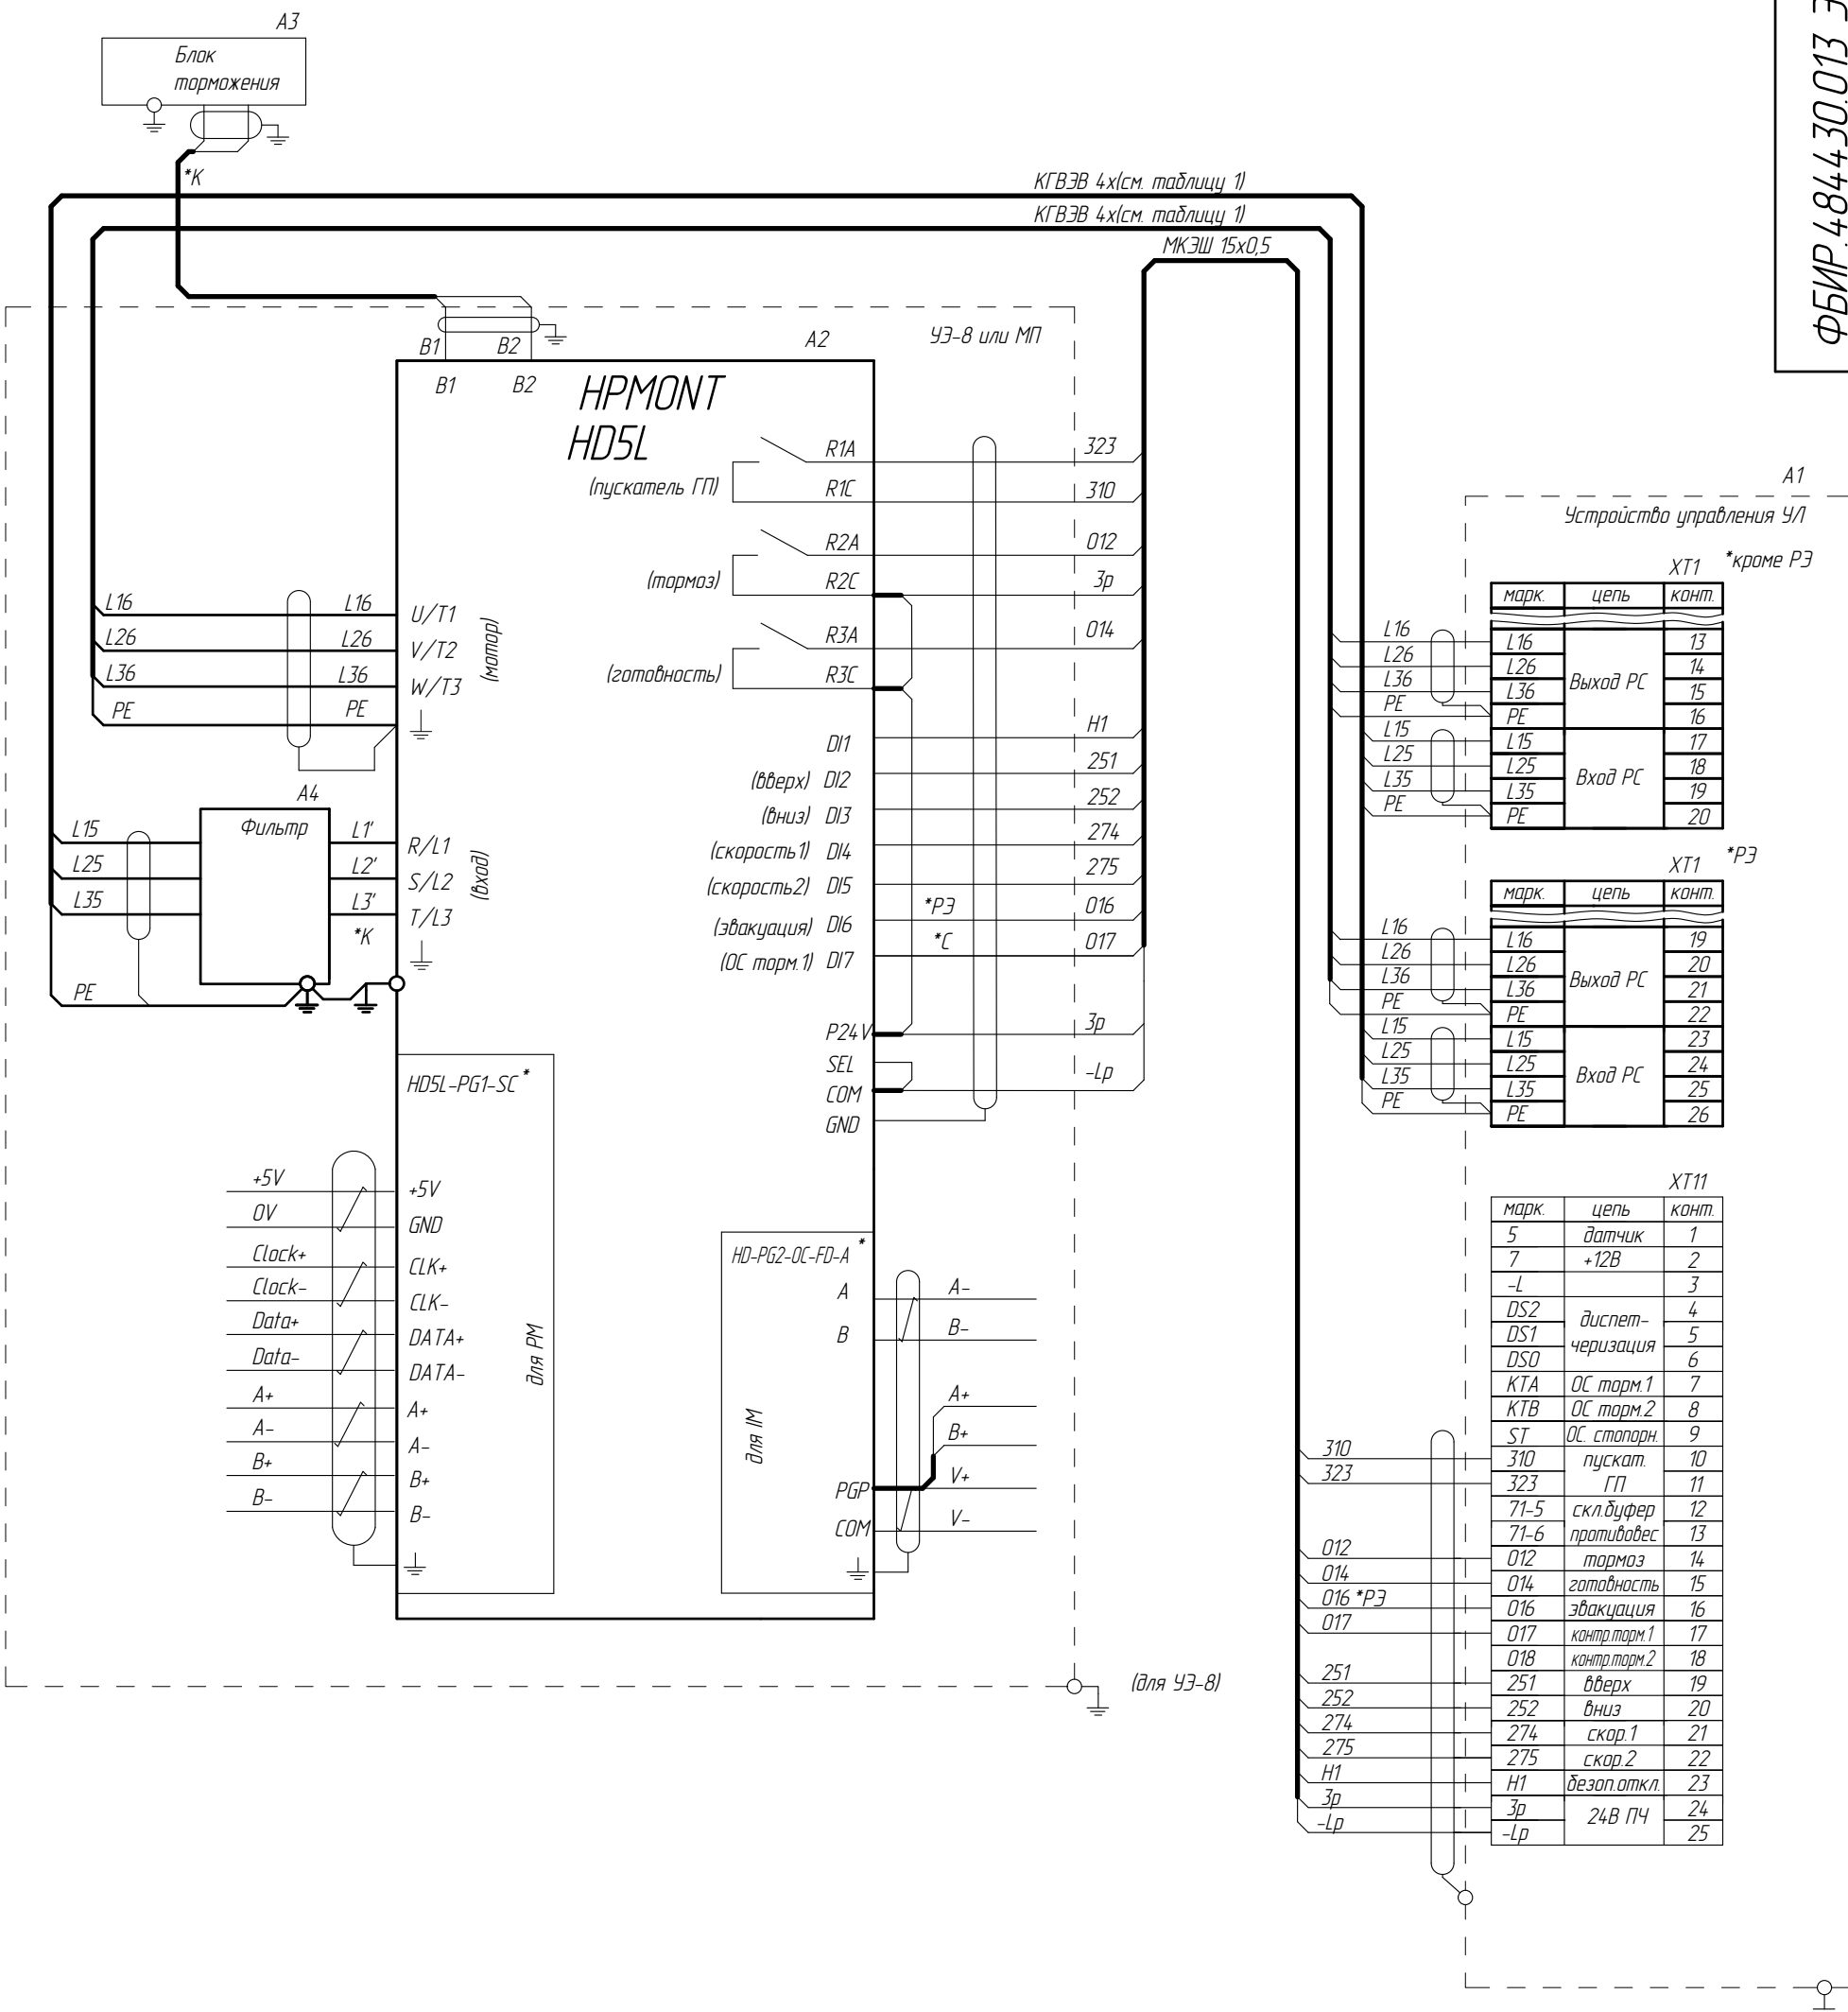 А3
Блок
торможения
*К
КГВЭВ 4х(см. таблицу 1)
КГВЭВ 4х(см. таблицу 1)
МКЭШ 15х0,5
ФБИР.484430.013
УЭ-8 или МП
А2
B1 B2
B1 B2
HPMONT
HD5L
(пускатель ГП)
R1A 323
R1C 310
(тормоз)
R2A 012
R2C 3р
(готовность)
R3A 014
R3C
L16 L16 U/T1
L26 L26 V/T2
L36 L36 W/T3
PE PE
(мотор)
DI1 H1
(вверх) DI2 251
(вниз) DI3 252
(скорость1) DI4 274
(скорость2) DI5 275
(эвакуация) DI6 *РЭ 016
(ОС торм.1) DI7 *С 017
P24V 3р
SEL
COM -Lр
GND
А4
Фильтр
L15 L1' R/L1
L25 L2' S/L2
L35 L3' T/L3
*К
(вход)
PE
HD5L-PG1-SC*
+5V +5V
0V GND
Clock+ CLK+
Clock- CLK-
Data+ DATA+
Data- DATA-
A+ A+
A- A-
B+ B+
B- B-
для РМ
HD-PG2-OC-FD-A *
A A-
B B-
A+
B+
PGP V+
COM V-
для IM
(для УЭ-8)
А1
Устройство управления УЛ
XT1 *кроме РЭ
марк. цепь конт.
L16 L16 13
L26 L26 14
L36 L36 15
PE PE 16
Выход РС
L15 L15 17
L25 L25 18
L35 L35 19
PE PE 20
Вход РС
XT1 *РЭ
марк. цепь конт.
L16 L16 19
L26 L26 20
L36 L36 21
PE PE 22
Выход РС
L15 L15 23
L25 L25 24
L35 L35 25
PE PE 26
Вход РС
XT11
марк. цепь конт.
5 датчик 1
7 +12В 2
-L 3
DS2 диспет- 4
DS1 черизация 5
DS0 6
КТА ОС торм.1 7
КТВ ОС торм.2 8
ST ОС. стопорн. 9
310 310 пускат. 10
323 323 ГП 11
71-5 скл.буфер 12
71-6 противовес 13
012 012 тормоз 14
014 014 готовность 15
016 *РЭ 016 эвакуация 16
017 017 контр.торм.1 17
018 контр.торм.2 18
251 251 вверх 19
252 252 вниз 20
274 274 скор.1 21
275 275 скор.2 22
H1 H1 безоп.откл. 23
3р 3р 24В ПЧ 24
-Lр -Lр 25